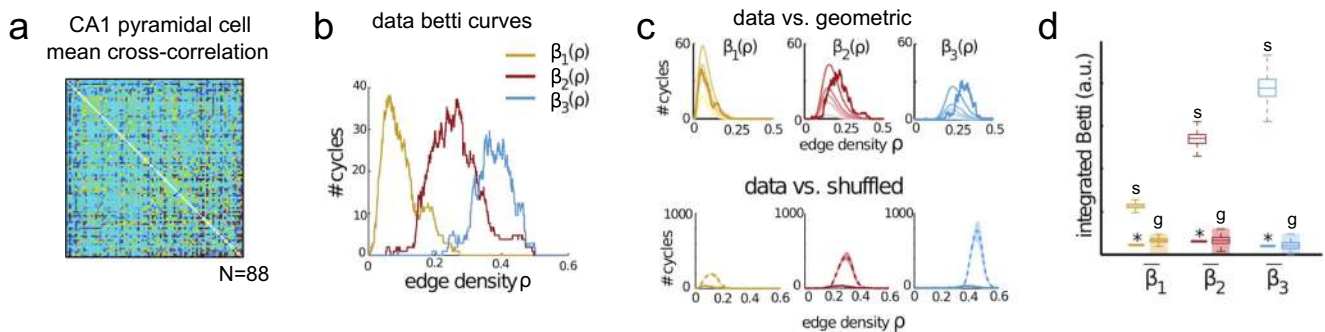 a
CA1 pyramidal cell
mean cross-correlation
N=88
b
data betti curves
β₁(ρ)
β₂(ρ)
β₃(ρ)
# cycles
40
30
20
10
0
0 0.2 0.4 0.6
edge density ρ
c
data vs. geometric
β₁(ρ) β₂(ρ) β₃(ρ)
#cycles
60 60 60
0 0 0
0 0.25 0.5 0 0.25 0.5 0 0.25 0.5
edge density ρ
data vs. shuffled
#cycles
1000 1000 1000
0 0 0
0 0.2 0.4 0.6 0 0.2 0.4 0.6 0 0.2 0.4 0.6
edge density ρ
d
integrated Betti (a.u.)
s s s
* g * g * g
β̅₁ β̅₂ β̅₃